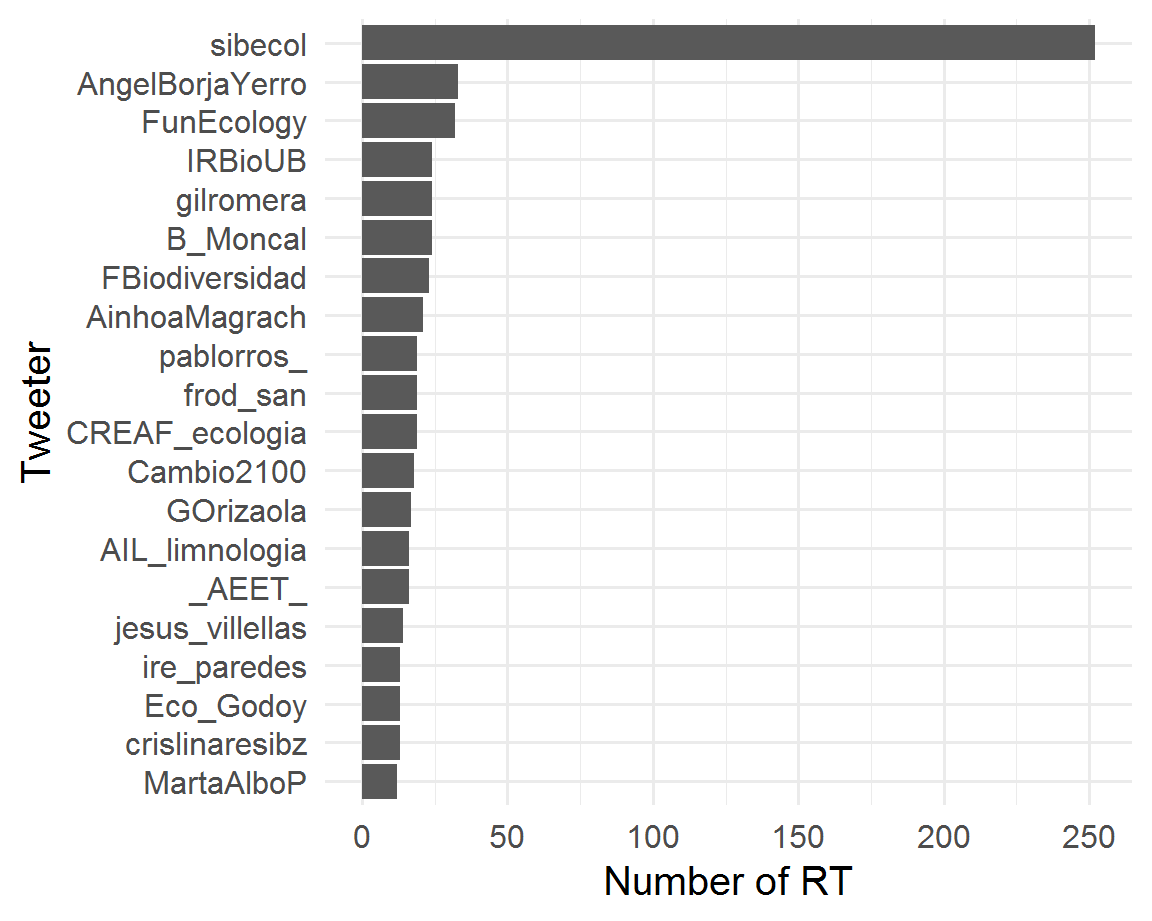 sibecol
AngelBorjaYerro
FunEcology
IRBioUB
gilromera
B_Moncal
FBiodiversidad
AinhoaMagrach
pablorros_
frod_san
CREAF_ecologia
Cambio2100
GOrizaola
AIL_limnologia
_AEET_
jesus_villellas
ire_paredes
Eco_Godoy
crislinaresibz
MartaAlboP
Tweeter
0 50 100 150 200 250
Number of RT